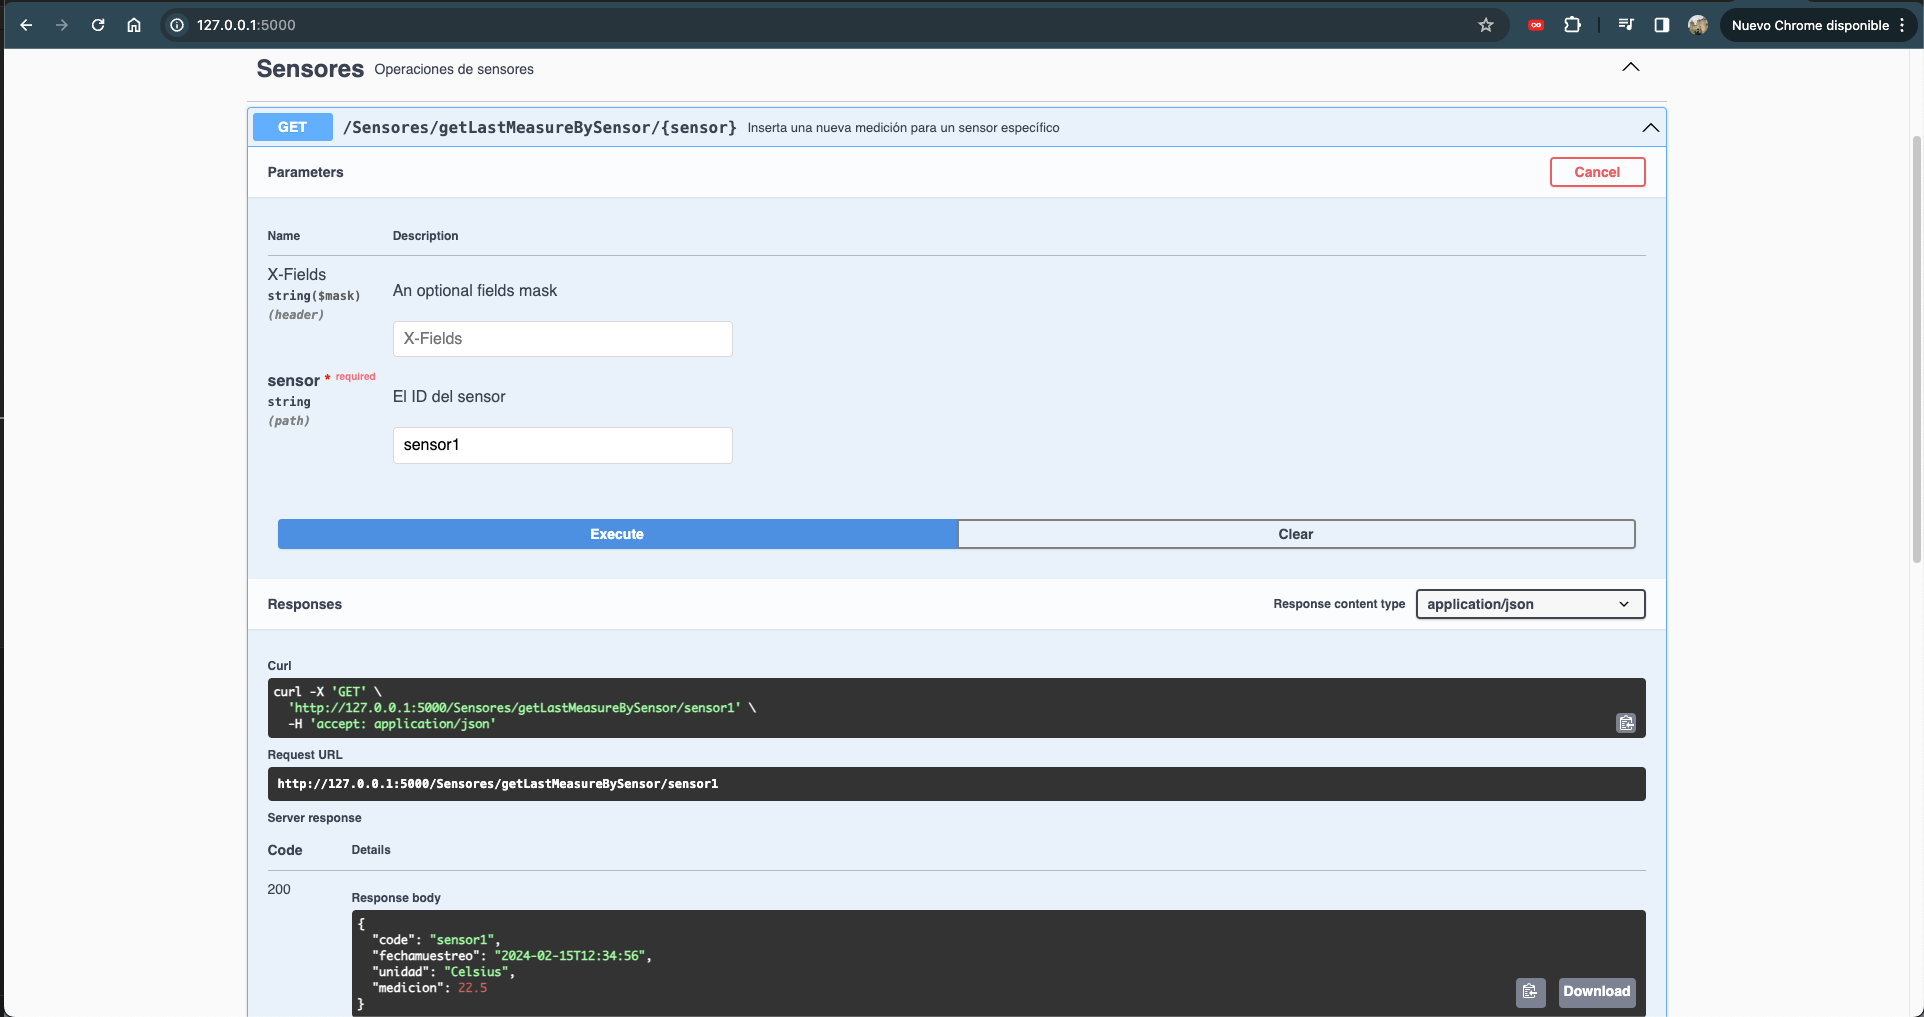 127.0.0.1:5000
Nuevo Chrome disponible
Sensores Operaciones de sensores
GET /Sensores/getLastMeasureBySensor/{sensor} Inserta una nueva medición para un sensor específico
Parameters
Cancel
Name Description
X-Fields
string($mask)
(header)
An optional fields mask
X-Fields
sensor * required
string
(path)
El ID del sensor
sensor1
Execute
Clear
Responses
Response content type
application/json
Curl
curl -X 'GET' \
'http://127.0.0.1:5000/Sensores/getLastMeasureBySensor/sensor1' \
-H 'accept: application/json'
Request URL
http://127.0.0.1:5000/Sensores/getLastMeasureBySensor/sensor1
Server response
Code Details
200
Response body
{
"code": "sensor1",
"fechamuestreo": "2024-02-15T12:34:56",
"unidad": "Celsius",
"medicion": 22.5
}
Download